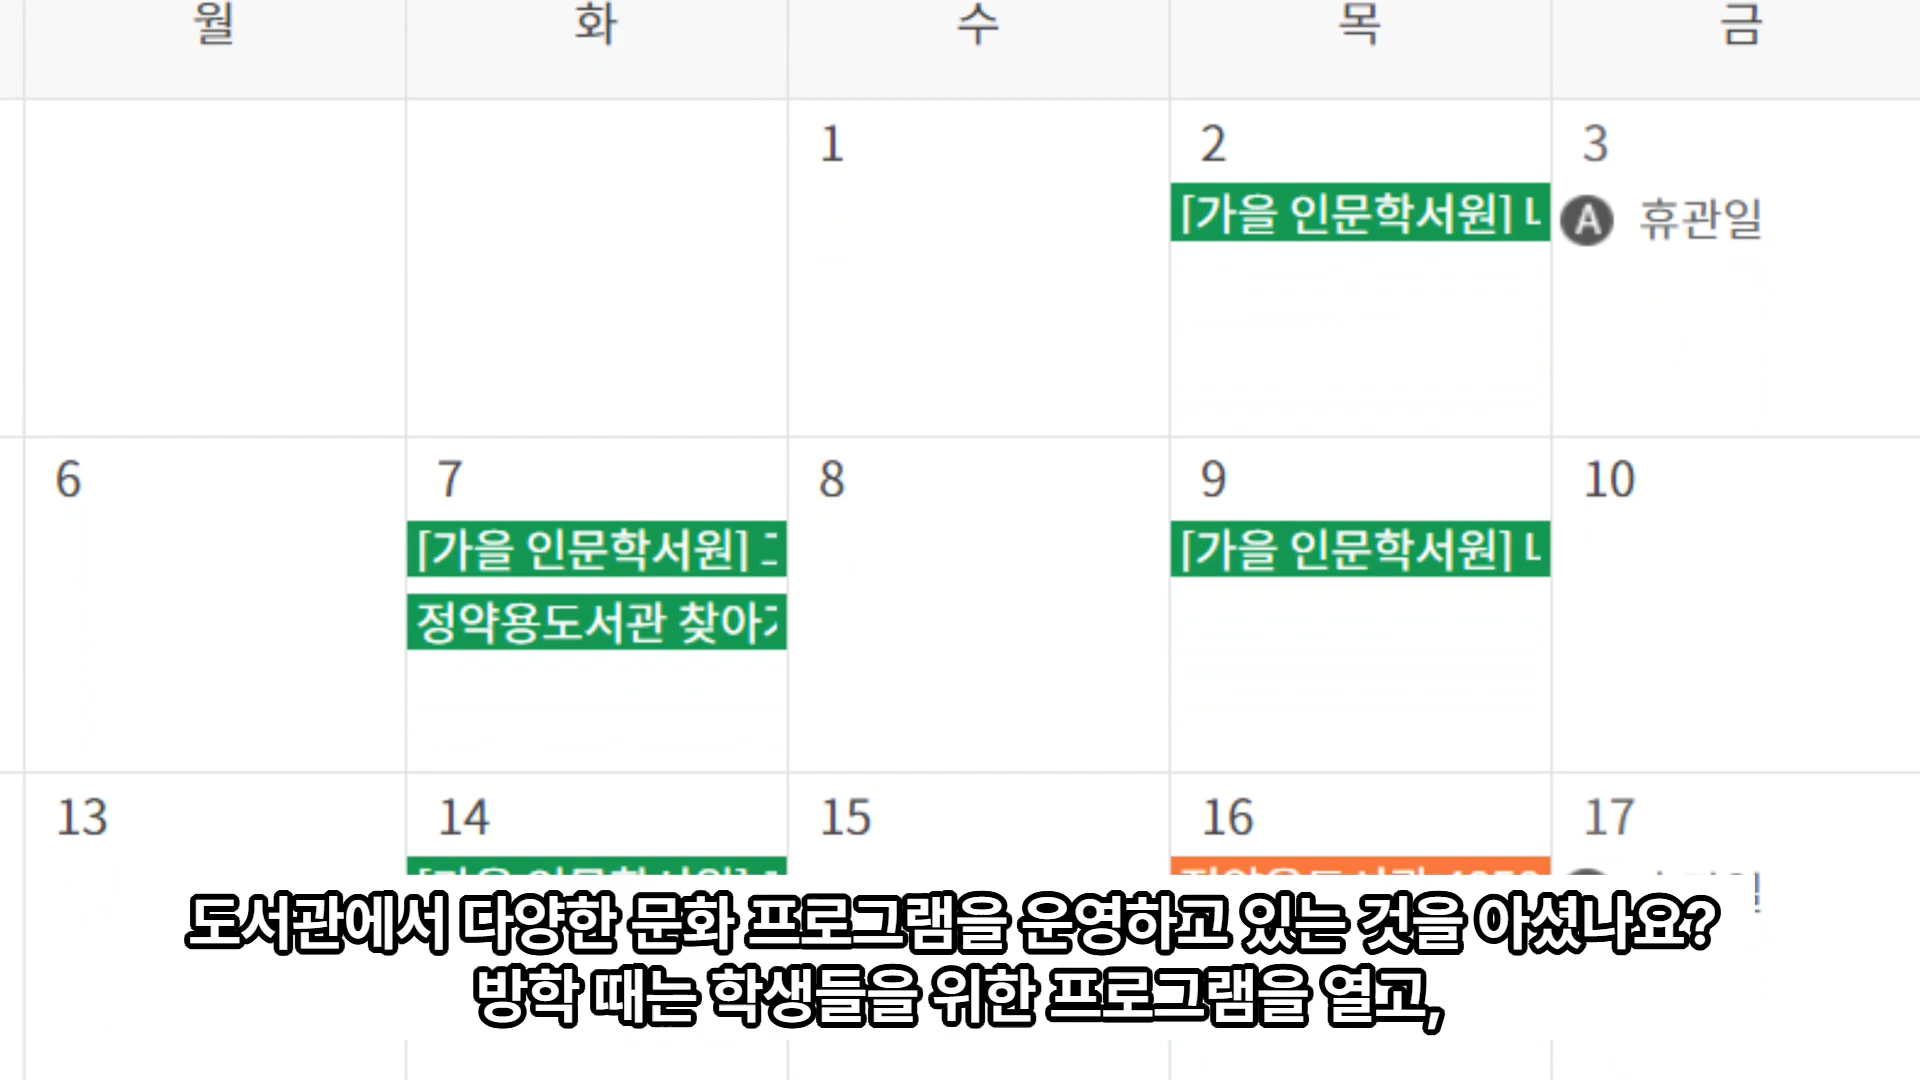 월 화 수 목 금
1 2 3
[가을 인문학서원]
휴관일
6 7 8 9 10
[가을 인문학서원] [가을 인문학서원]
정약용도서관
13 14 15 16 17
도서관에서 다양한 문화 프로그램을 운영하고 있는 것을 아셨나요?
방학 때는 학생들을 위한 프로그램을 열고,